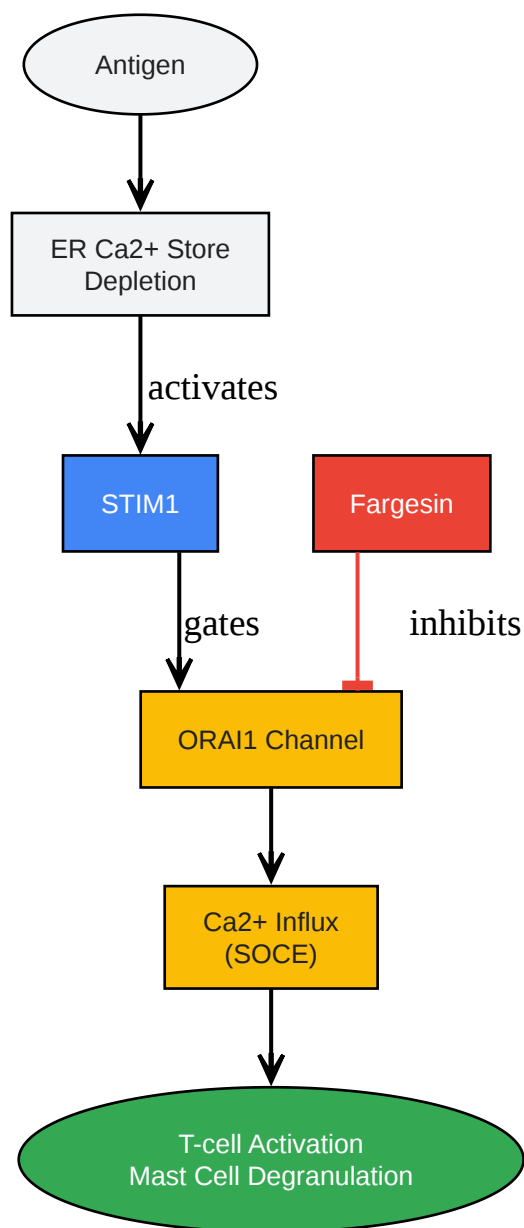 Antigen
ER Ca2+ Store
Depletion
activates
STIM1
Fargesin
gates
inhibits
ORAI1 Channel
Ca2+ Influx
(SOCE)
T-cell Activation
Mast Cell Degranulation